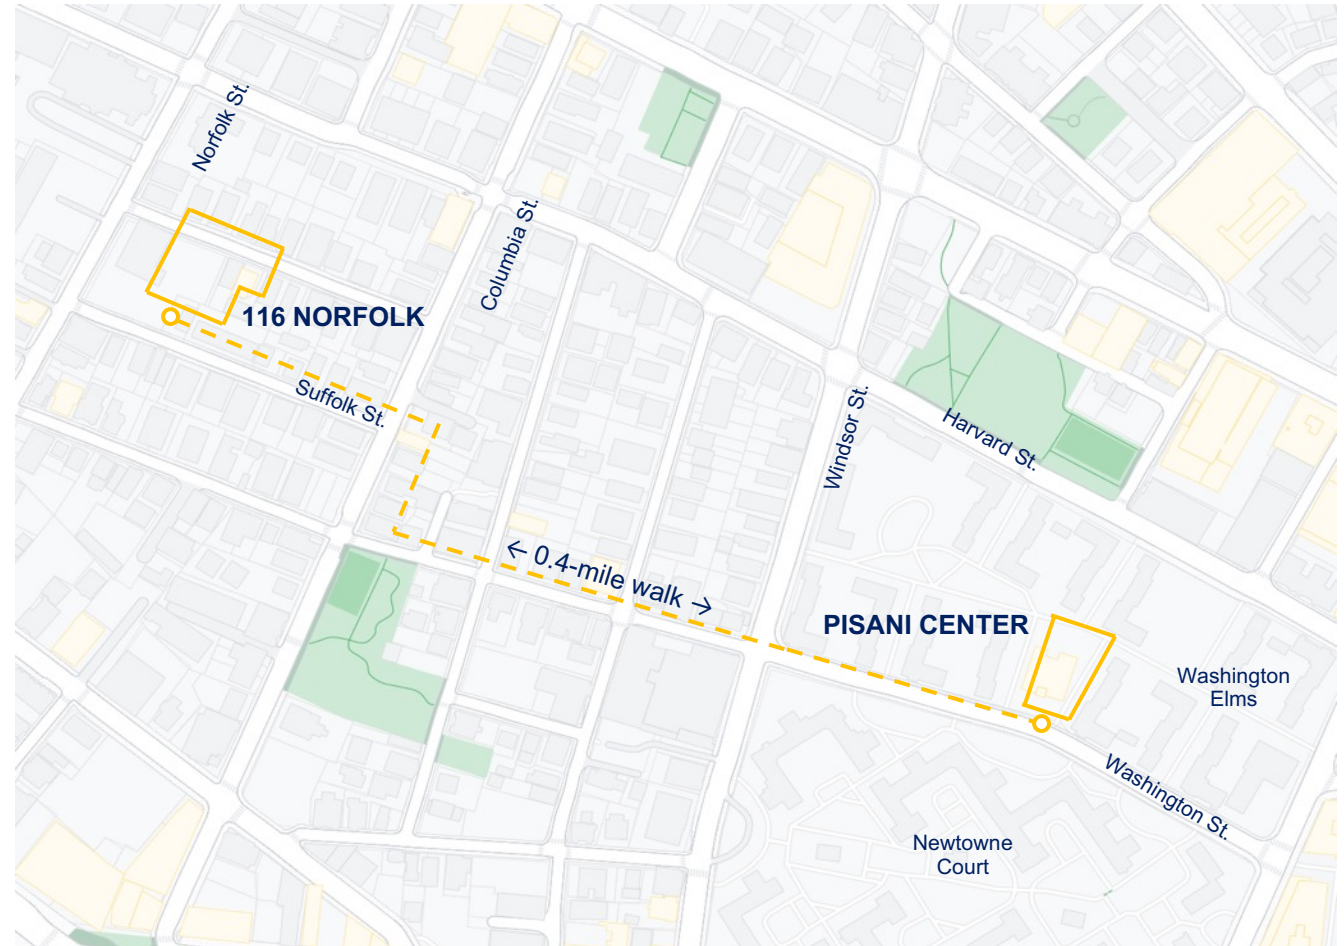 Norfolk St.
Columbia St.
116 NORFOLK
Suffolk St.
Windsor St.
Harvard St.
← 0.4-mile walk →
PISANI CENTER
Washington
Elms
Washington St.
Newtowne
Court